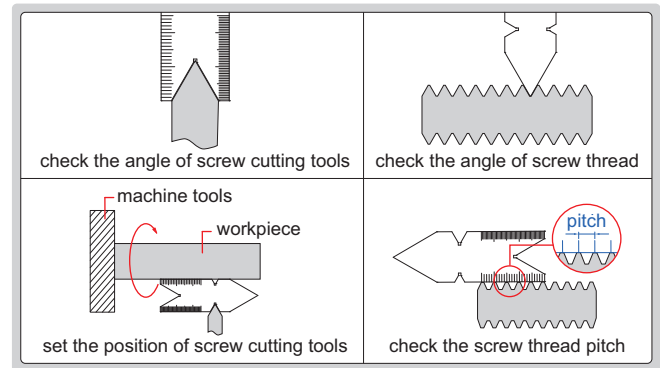 check the angle of screw cutting tools
check the angle of screw thread
machine tools
workpiece
set the position of screw cutting tools
pitch
check the screw thread pitch